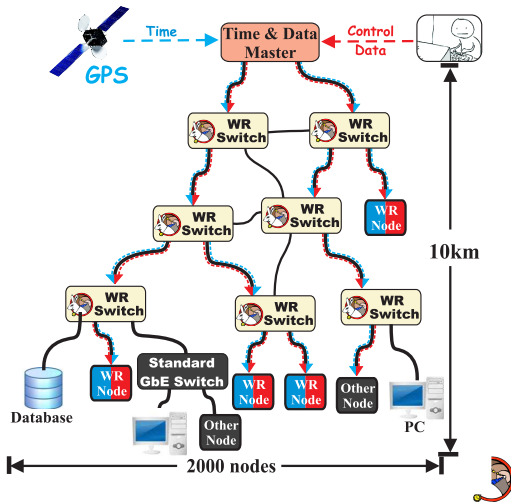 Time
GPS
Time & Data
Master
Control
Data
WR
Switch
WR
Switch
WR
Switch
WR
Switch
WR
Node
10km
WR
Switch
WR
Switch
WR
Switch
Database
WR
Node
Standard
GbE Switch
Other
Node
WR
Node
WR
Node
Other
Node
PC
2000 nodes